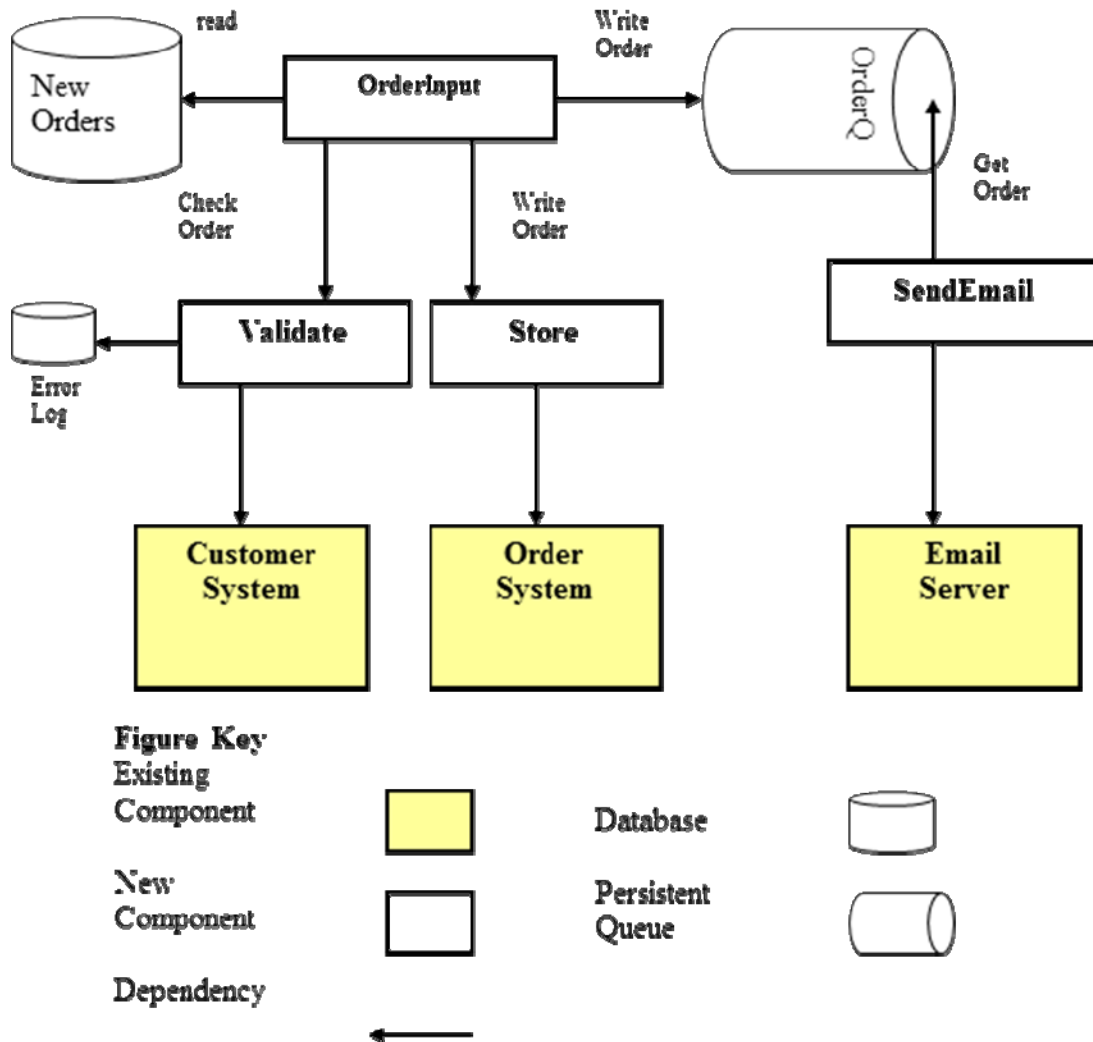 read
Write
Order
New
Orders
OrderInput
OrderQ
Check
Order
Write
Order
Get
Order
SendEmail
Validate
Store
Error
Log
Customer
System
Order
System
Email
Server
Figure Key
Existing
Component
Database
New
Component
Persistent
Queue
Dependency